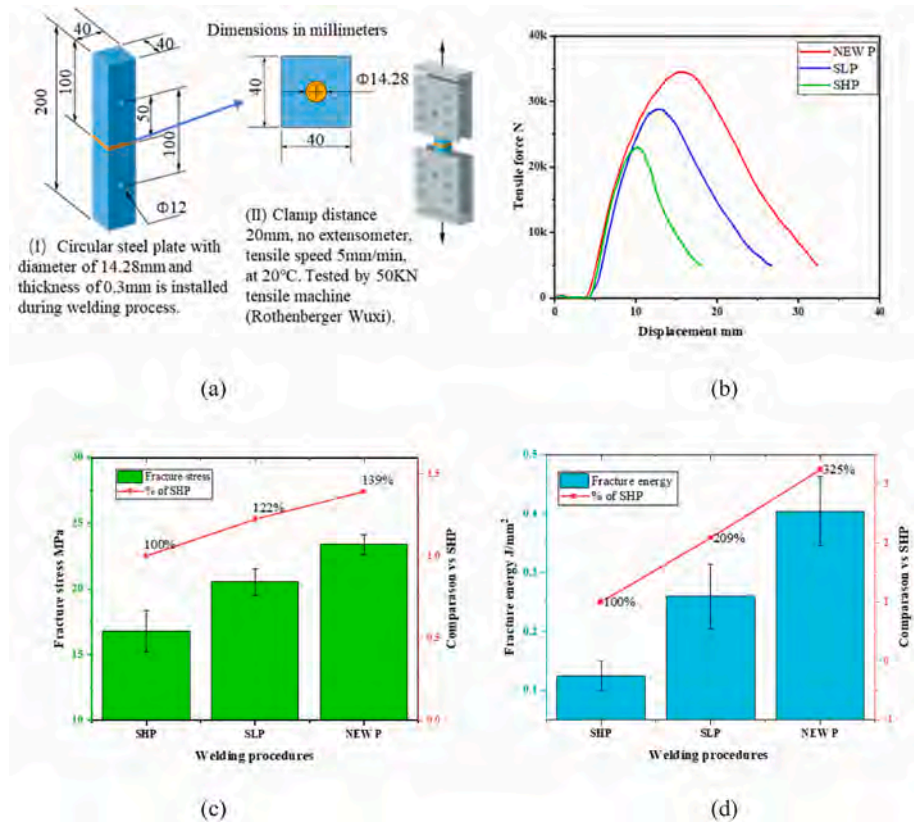 Dimensions in millimeters
40
40
200
100
50
100
Φ12
40
40
Φ14.28
(I) Circular steel plate with
diameter of 14.28mm and
thickness of 0.3mm is installed
during welding process.
(II) Clamp distance
20mm, no extensometer,
tensile speed 5mm/min,
at 20°C. Tested by 50KN
tensile machine
(Rothenberger Wuxi).
(a)
40k
30k
20k
10k
0
Tensile force N
NEW P
SLP
SHP
0
10
20
30
40
Displacement mm
(b)
30
25
20
15
10
Fracture stress MPa
Fracture stress
% of SHP
100%
122%
139%
1.5
1.0
0.5
0.0
Comparason vs SHP
SHP
SLP
NEW P
Welding procedures
(c)
0.5
0.4
0.3
0.2
0.1
Fracture energy J/mm²
Fracture energy
% of SHP
100%
209%
325%
3
2
1
0
-1
Comparason vs SHP
SHP
SLP
NEW P
Welding procedures
(d)